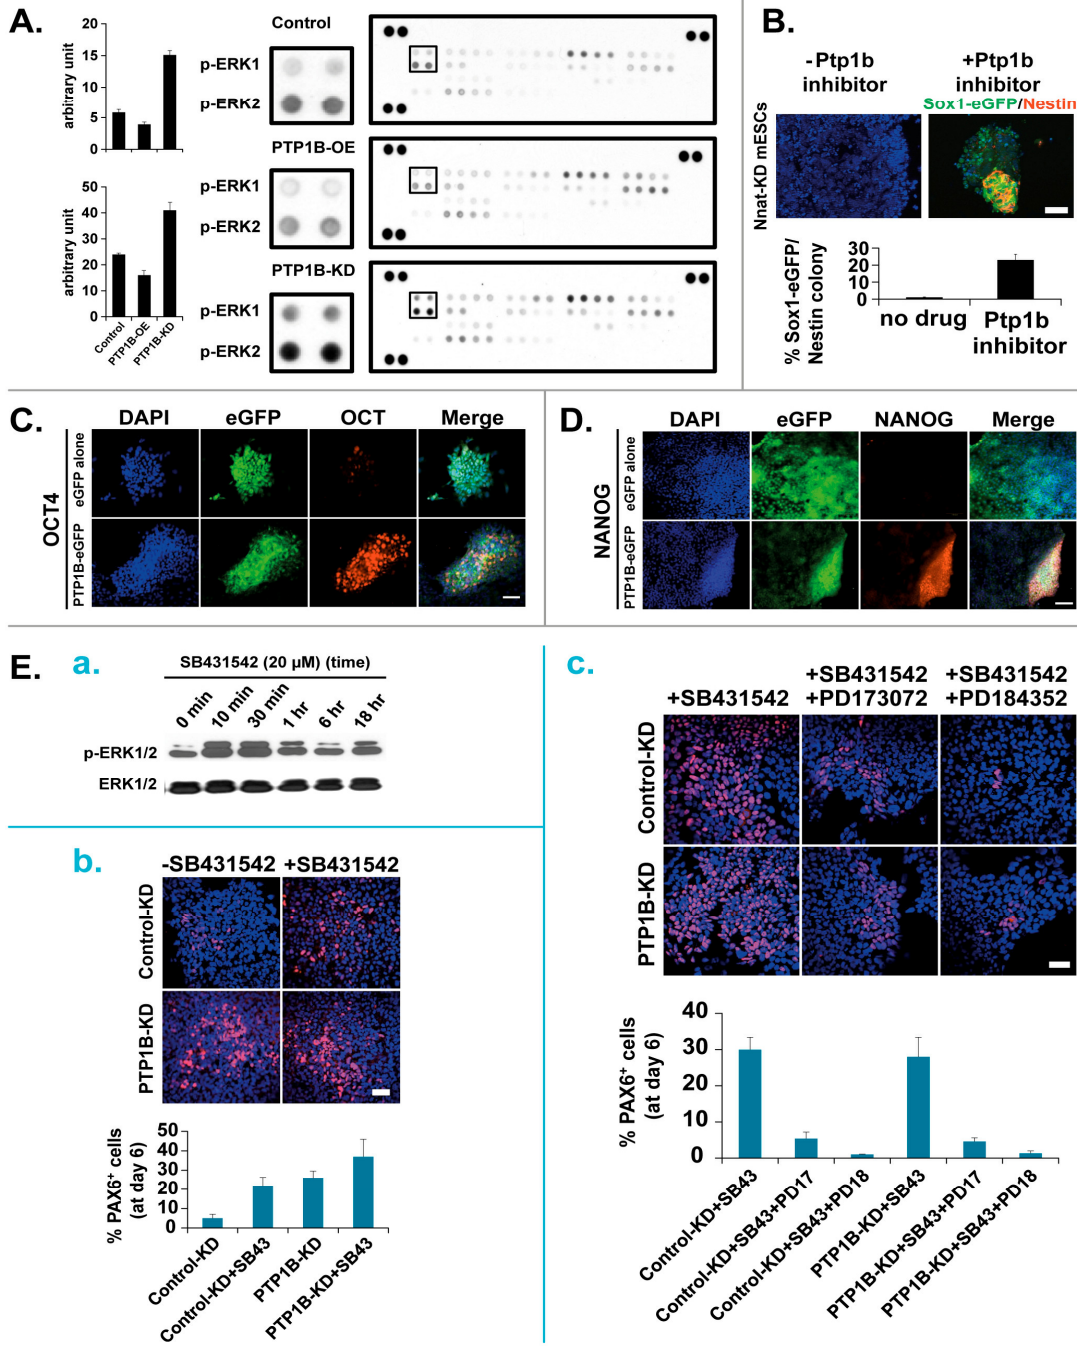 A.
20
15
10
5
0
arbitrary unit
50
40
30
20
10
0
arbitrary unit
Control
PTP1B-OE
PTP1B-KD
Control
p-ERK1
p-ERK2
PTP1B-OE
p-ERK1
p-ERK2
PTP1B-KD
p-ERK1
p-ERK2
B.
-Ptp1b
inhibitor
+Ptp1b
inhibitor
Sox1-eGFP/Nestin
Nnat-KD mESCs
% Sox1-eGFP/
Nestin colony
30
20
10
0
no drug
Ptp1b
inhibitor
C.
DAPI eGFP OCT Merge
OCT4
eGFP alone
PTP1B-eGFP
D.
DAPI eGFP NANOG Merge
NANOG
eGFP alone
PTP1B-eGFP
E.
a.
SB431542 (20 µM) (time)
0 min 10 min 30 min 1 hr 6 hr 18 hr
p-ERK1/2
ERK1/2
b.
-SB431542 +SB431542
Control-KD
PTP1B-KD
% PAX6+ cells
(at day 6)
50
40
30
20
10
0
Control-KD
Control-KD+SB43
PTP1B-KD
PTP1B-KD+SB43
c.
+SB431542
+SB431542
+PD173072
+SB431542
+PD184352
Control-KD
PTP1B-KD
% PAX6+ cells
(at day 6)
40
30
20
10
0
Control-KD+SB43
Control-KD+SB43+PD17
Control-KD+SB43+PD18
PTP1B-KD+SB43
PTP1B-KD+SB43+PD17
PTP1B-KD+SB43+PD18